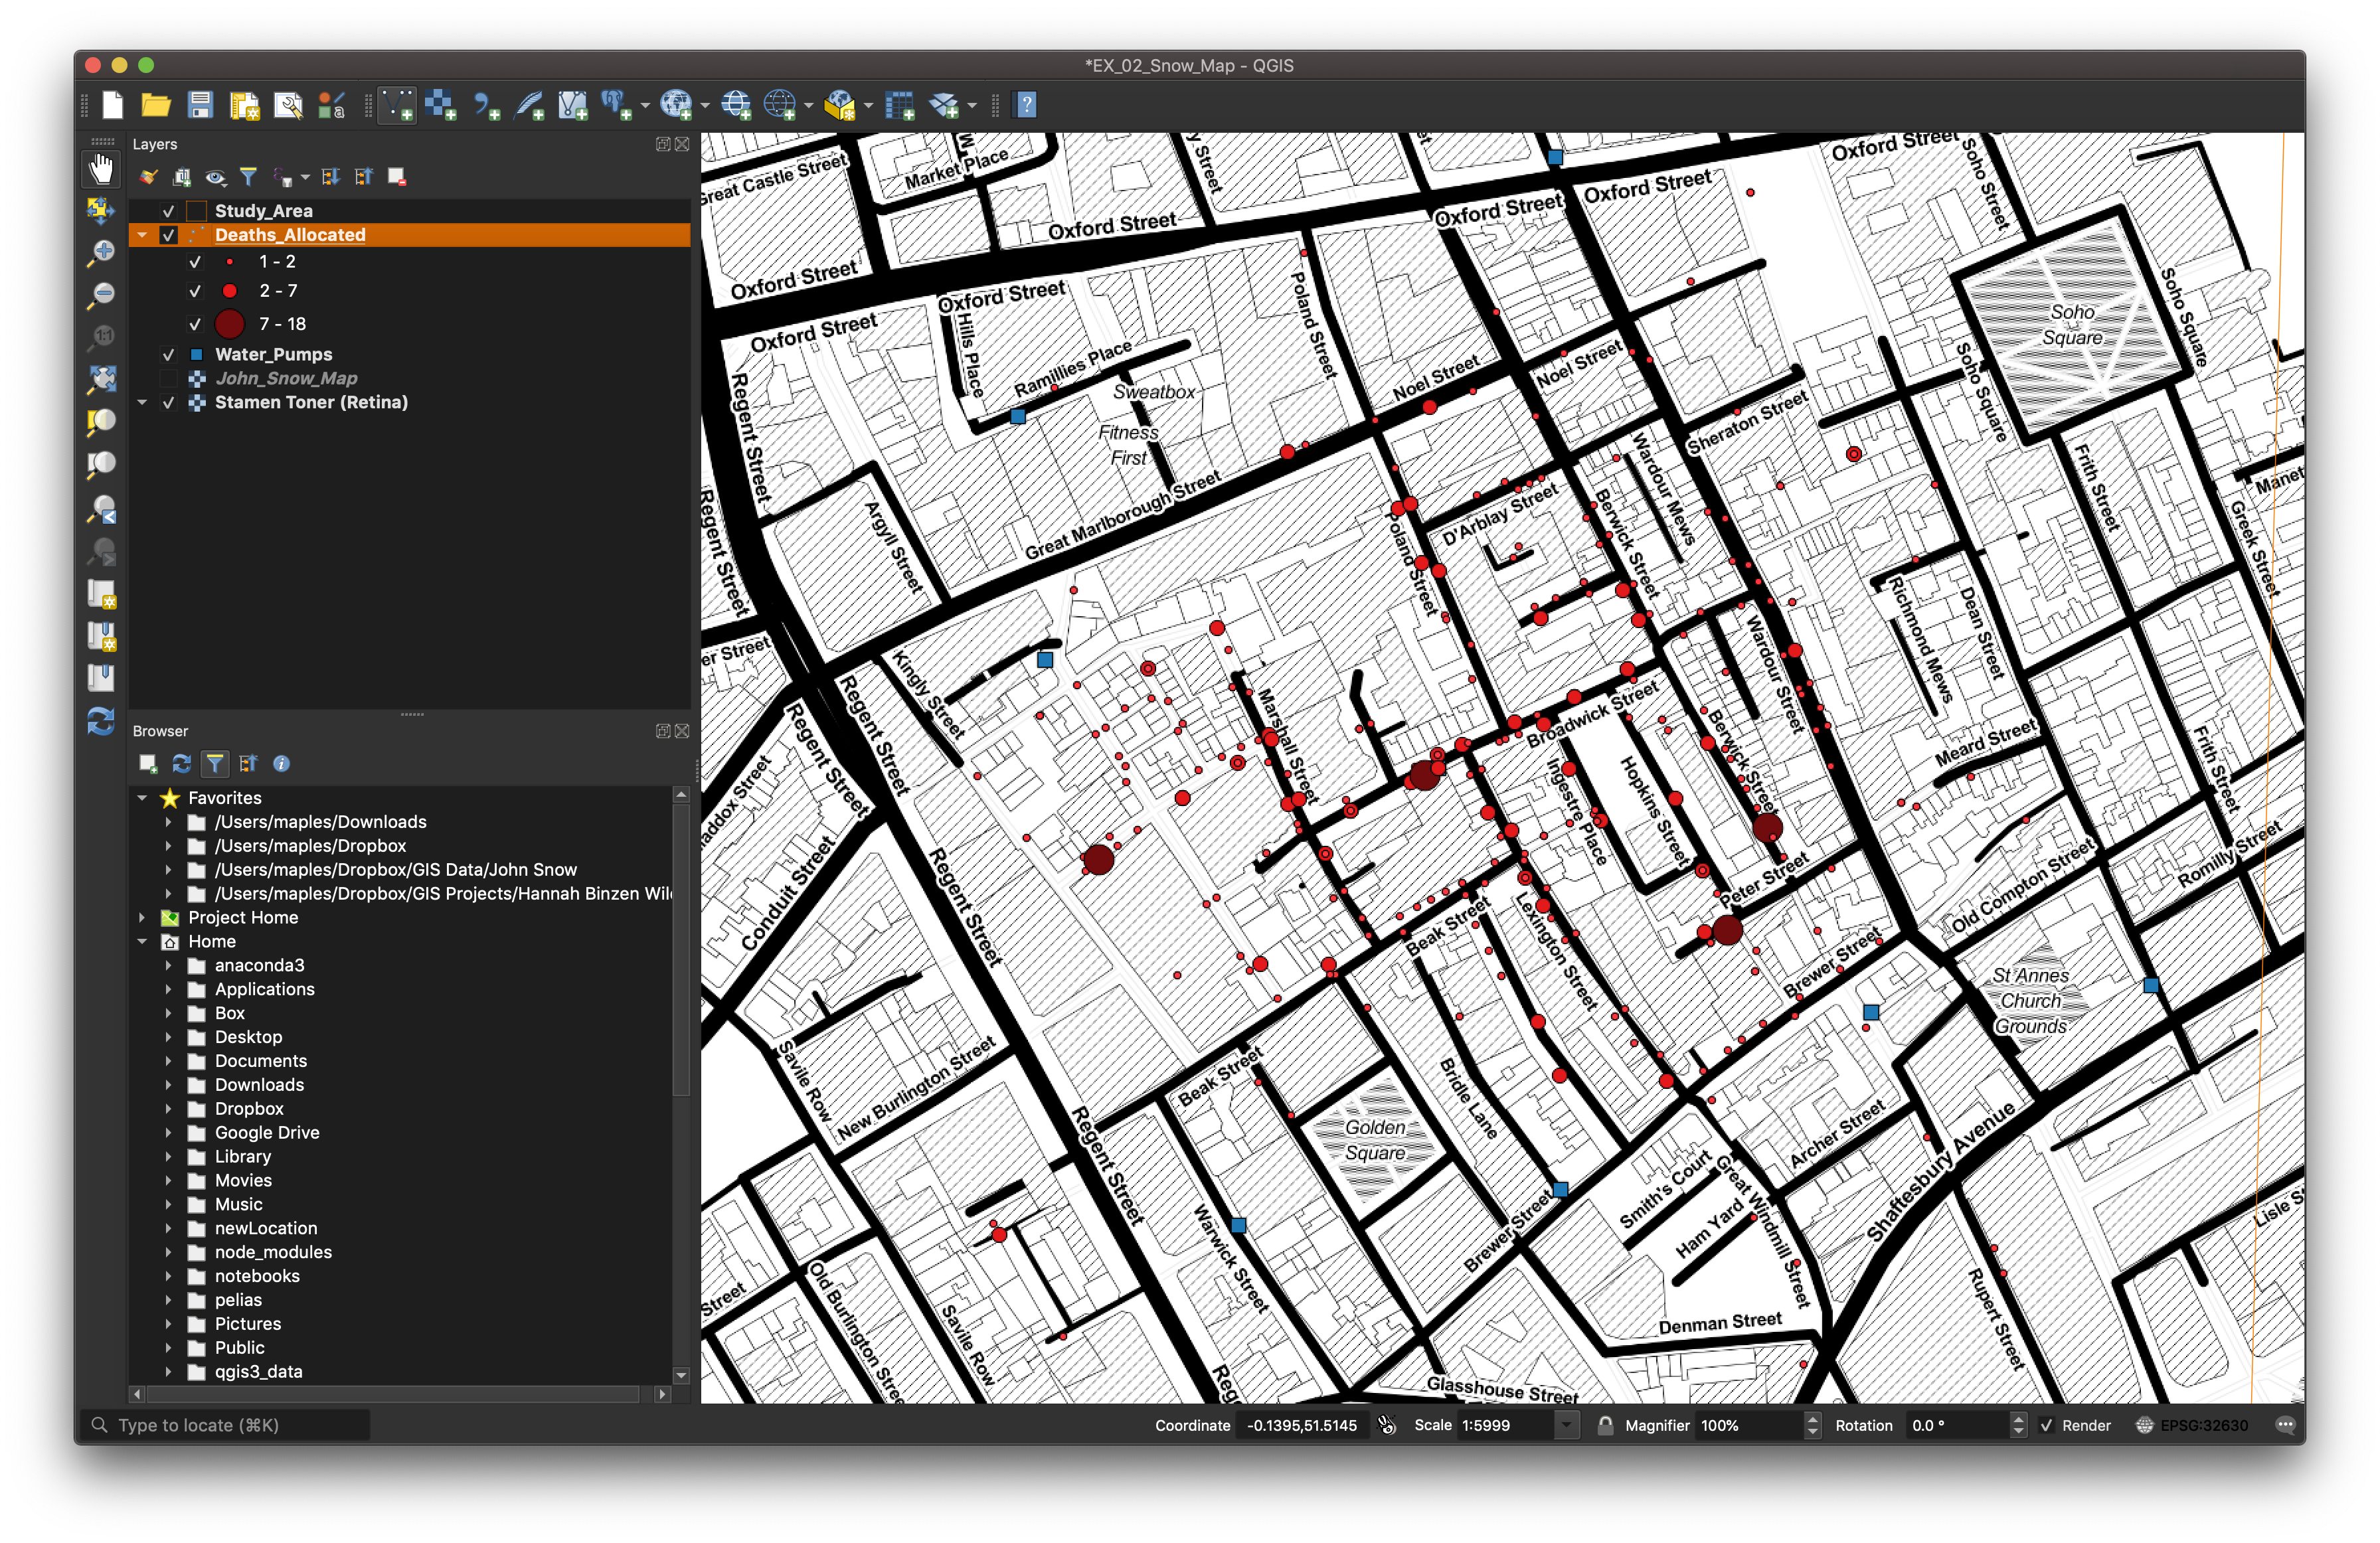 *EX_02_Snow_Map - QGIS
Layers
Study_Area
Deaths_Allocated
1 - 2
2 - 7
7 - 18
Water_Pumps
John_Snow_Map
Stamen Toner (Retina)
Browser
Favorites
/Users/maples/Downloads
/Users/maples/Dropbox
/Users/maples/Dropbox/GIS Data/John Snow
/Users/maples/Dropbox/GIS Projects/Hannah Binzen Wil
Project Home
Home
anaconda3
Applications
Box
Desktop
Documents
Downloads
Dropbox
Google Drive
Library
Movies
Music
newLocation
node_modules
notebooks
pelias
Pictures
Public
qgis3_data
Great Castle Street
Market Place
y Street
Oxford Street
Oxford Street
Oxford Street
Oxford Street
Soho Street
Oxford Street
Oxford Street
Oxford Street
Hills Place
Ramillies Place
Sweatbox
Fitness
First
Poland Street
Noel Street
Noel Street
Soho
Square
Soho Square
Soho Square
Sheraton Street
Regent Street
Regent Street
Argyll Street
Great Marlborough Street
D'Arblay Street
Poland Street
Berwick Street
Wardour Mews
Frith Street
Manet
Greek Street
er Street
Kingly Street
Regent Street
Regent Street
Marshall Street
Broadwick Street
Berwick Street
Wardour Street
Richmond Mews
Dean Street
Meard Street
Frith Street
addox Street
Conduit Street
Regent Street
Ingestre Place
Hopkins Street
Peter Street
Old Compton Street
Romilly Street
Beak Street
Lexington Street
Brewer Street
St Annes
Church
Grounds
Savile Row
New Burlington Street
Beak Street
Golden
Square
Bridle Lane
Regent Street
Archer Street
Shaftesbury Avenue
Smith's Court
Ham Yard
Great Windmill Street
Brewer Street
Warwick Street
Lisle S
Street
Old Burlington Stree
Savile Row
Reg
Rupert Street
Denman Street
Glasshouse Street
Type to locate (⌘K)
Coordinate -0.1395,51.5145 Scale 1:5999 Magnifier 100% Rotation 0.0 ° Render EPSG:32630